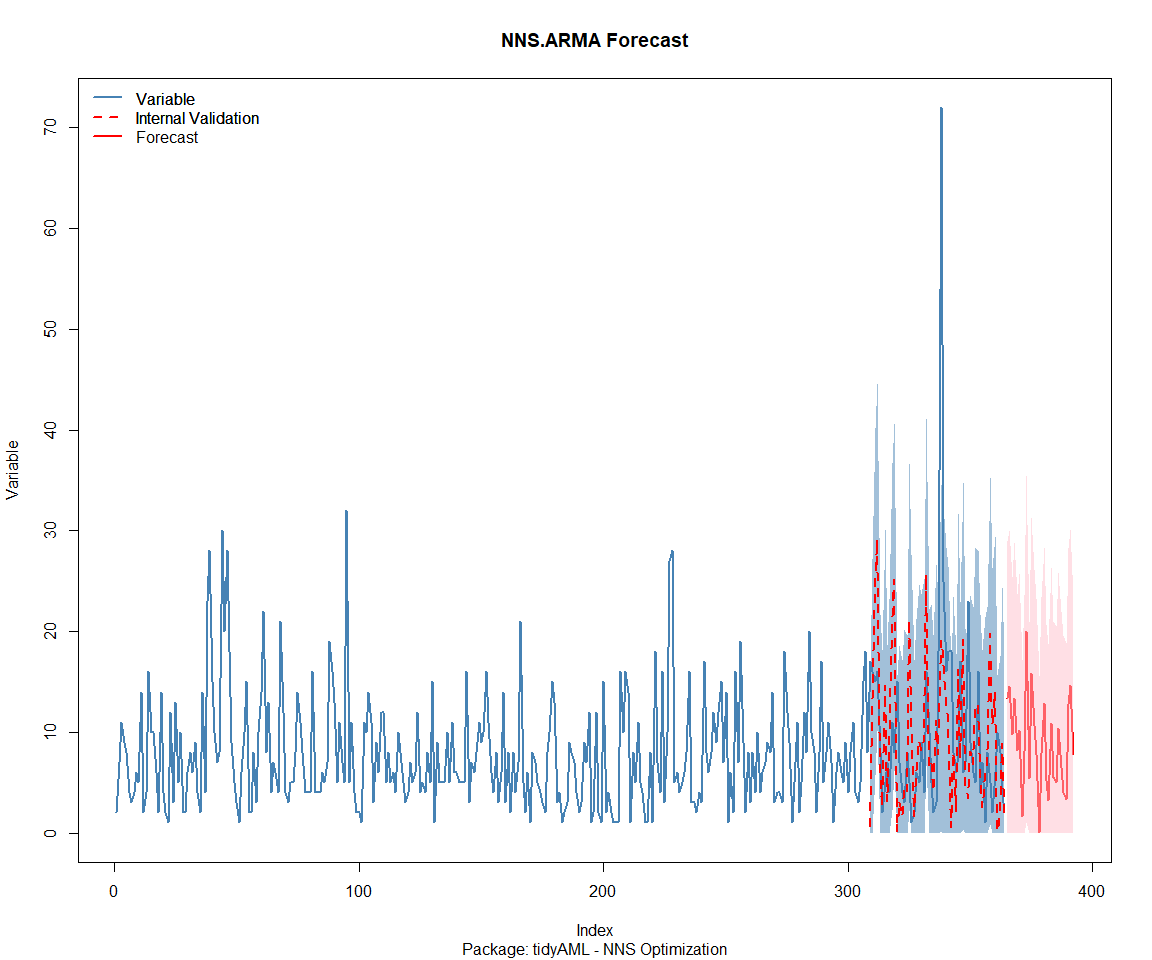 NNS.ARMA Forecast
Variable
Internal Validation
Forecast
70
60
50
40
30
20
10
0
Variable
0 100 200 300 400
Index
Package: tidyAML - NNS Optimization